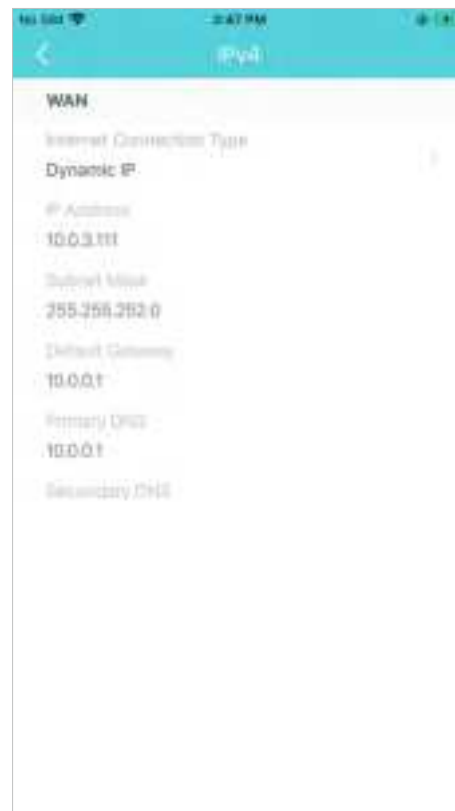 No SIM 3:47 PM
IPv4
WAN
Internet Connection Type
Dynamic IP
IP Address
10.0.3.111
Subnet Mask
255.255.252.0
Default Gateway
10.0.0.1
Primary DNS
10.0.0.1
Secondary DNS